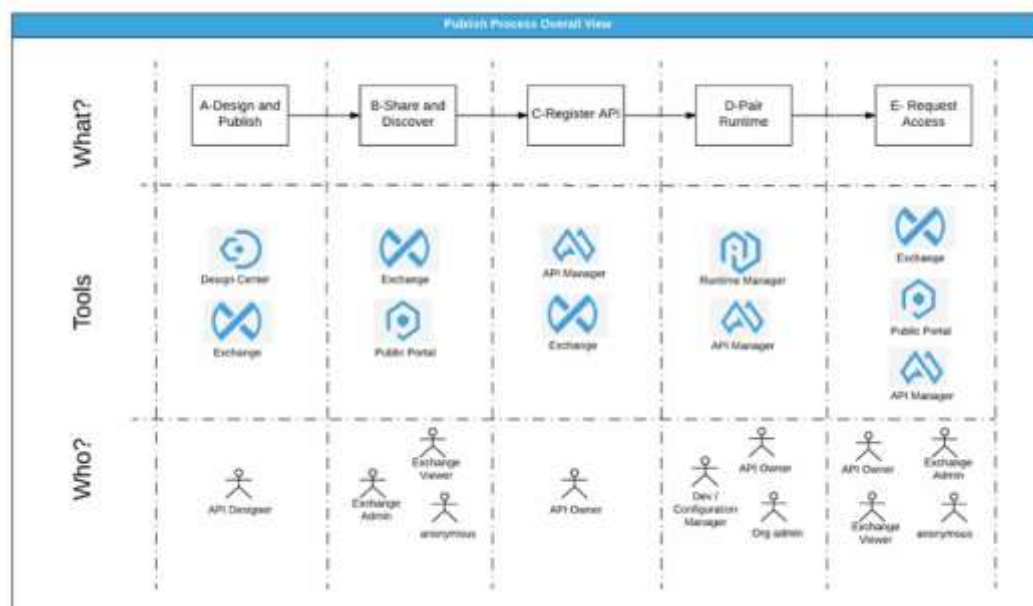 Publish Process Overall View
What?
A-Design and
Publish
B-Share and
Discover
C-Register API
D-Pair
Runtime
E- Request
Access
Tools
Design Center
Exchange
Exchange
Public Portal
API Manager
Exchange
Runtime Manager
API Manager
Exchange
Public Portal
API Manager
Who?
API Designer
Exchange
Viewer
Exchange
Admin
anonymous
API Owner
API Owner
Dev /
Configuration
Manager
Org admin
API Owner
Exchange
Admin
Exchange
Viewer
anonymous